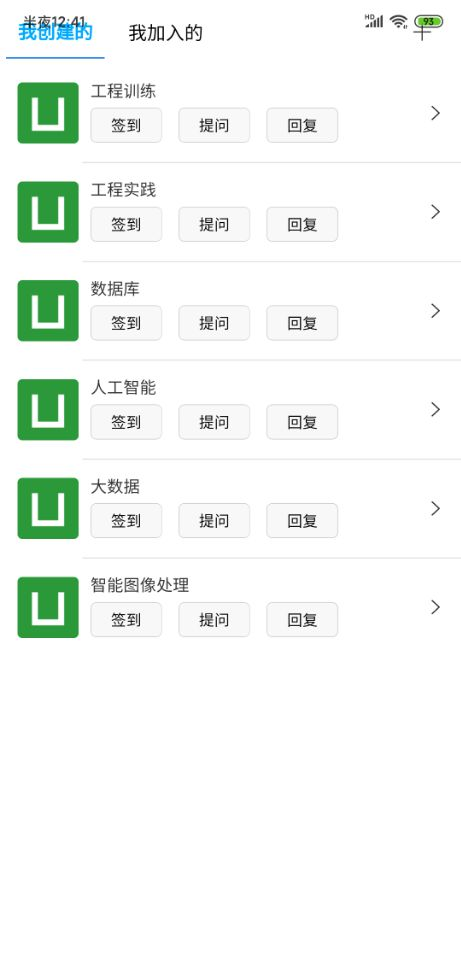 半夜12:41
HD
93
我创建的
我加入的
工程训练
签到 提问 回复
工程实践
签到 提问 回复
数据库
签到 提问 回复
人工智能
签到 提问 回复
大数据
签到 提问 回复
智能图像处理
签到 提问 回复